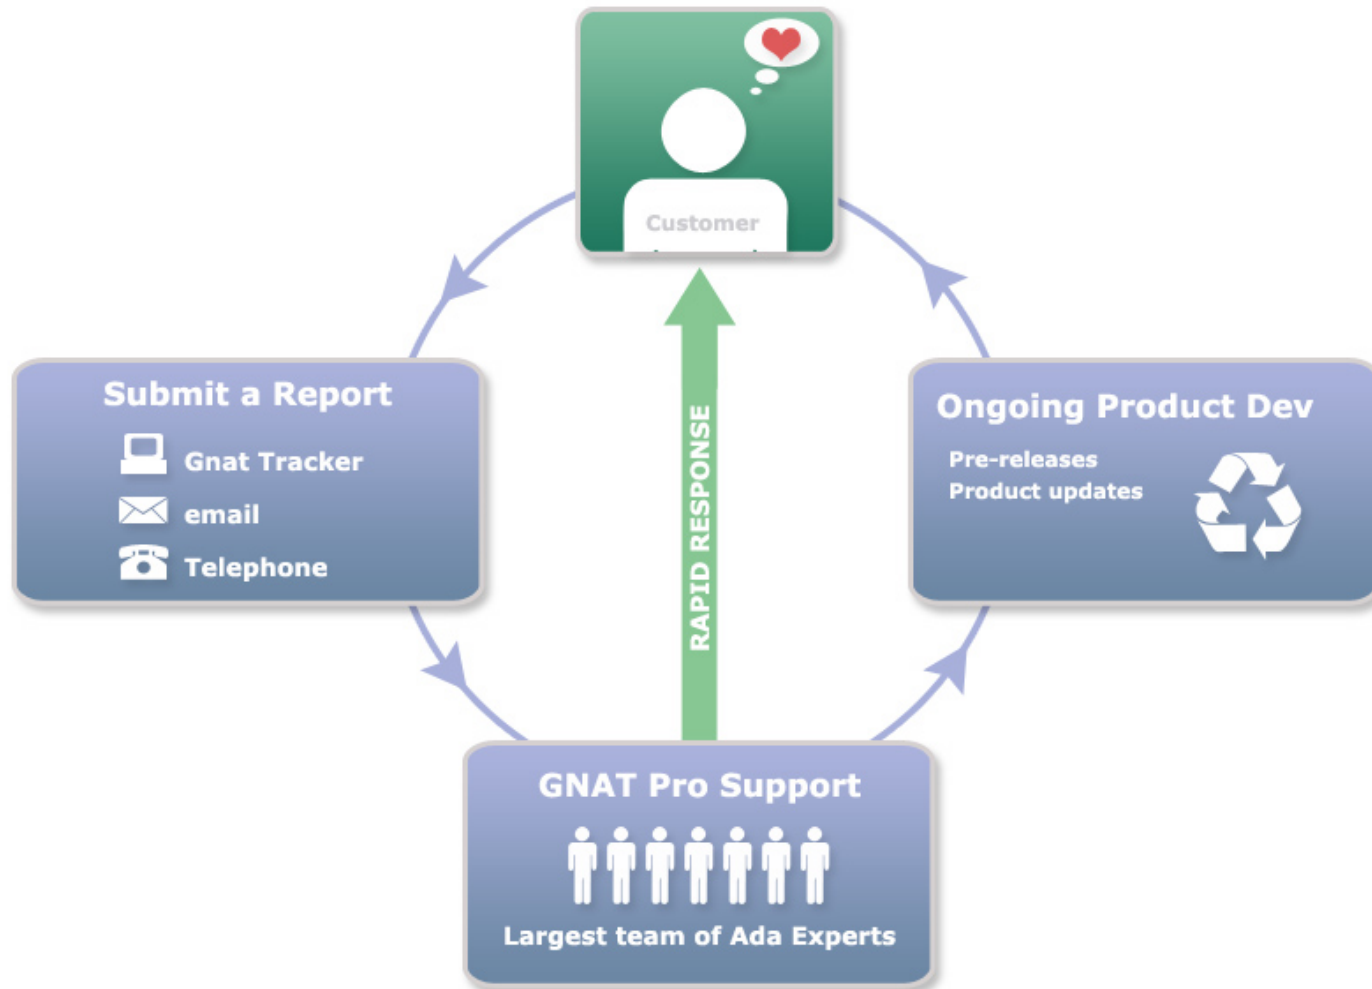 Customer
Submit a Report
Gnat Tracker
email
Telephone
RAPID RESPONSE
Ongoing Product Dev
Pre-releases
Product updates
GNAT Pro Support
Largest team of Ada Experts